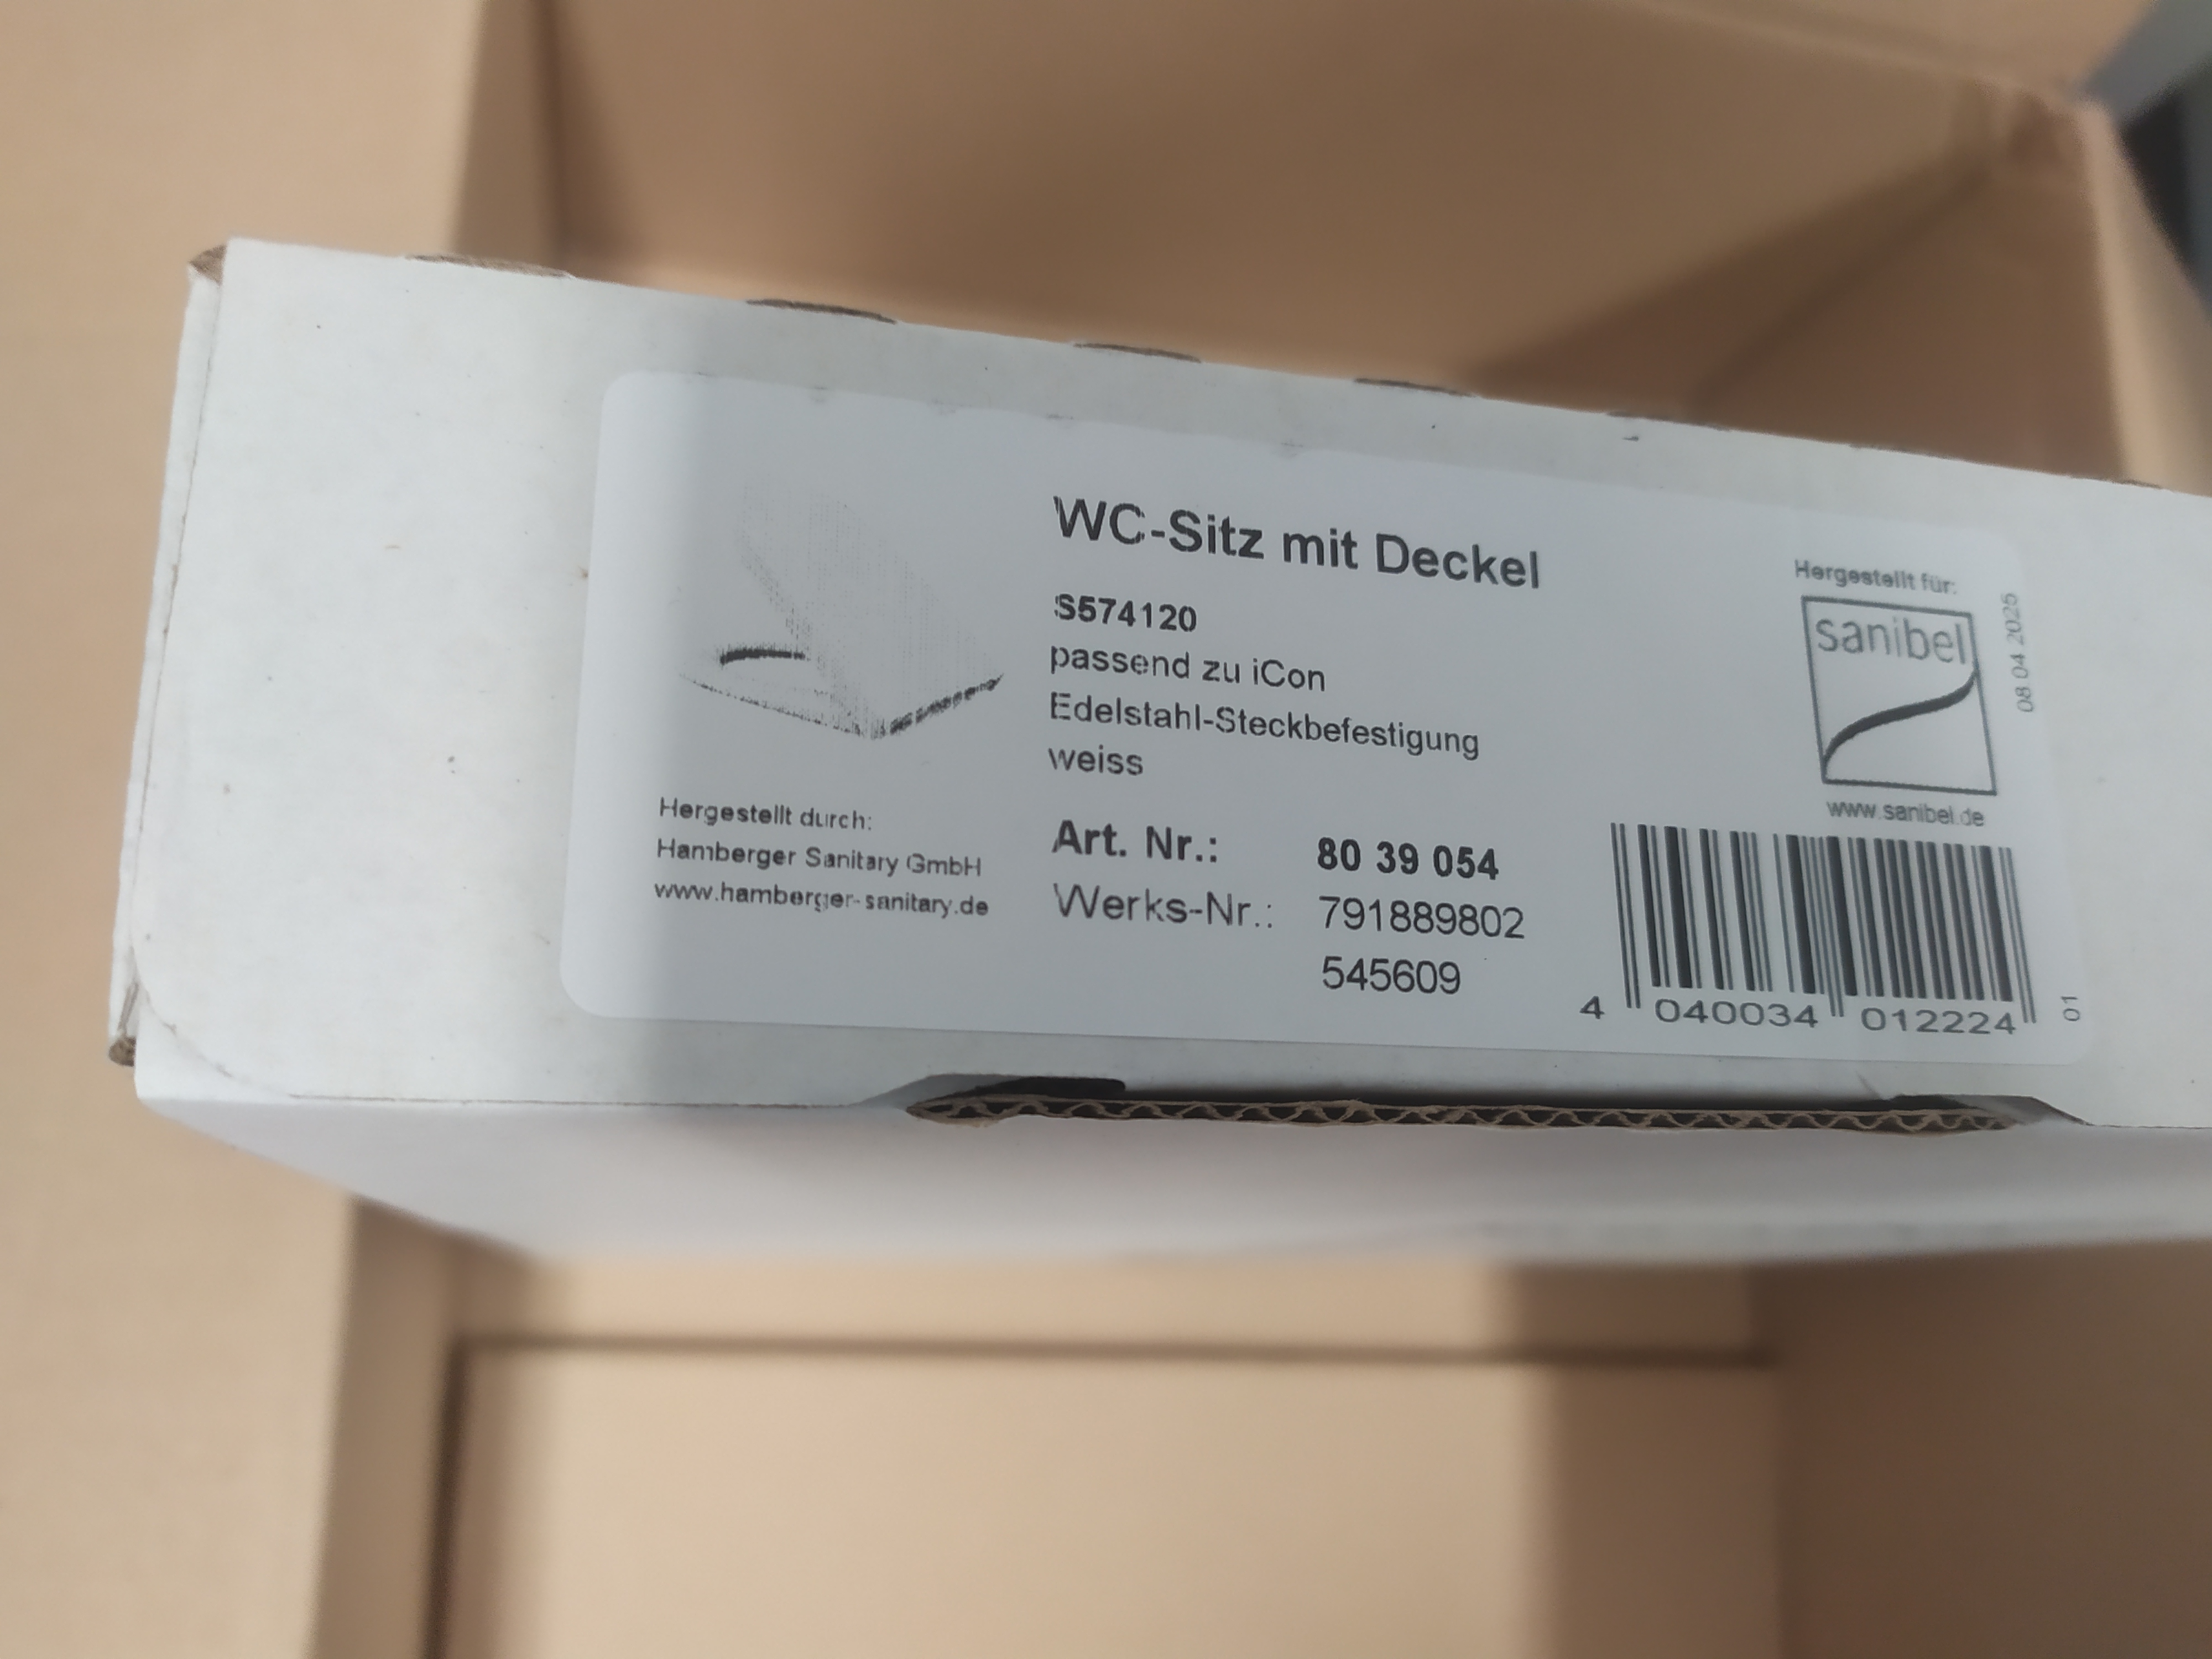 WC-Sitz mit Deckel
S574120
passend zu iCon
Edelstahl-Steckbefestigung
weiss
Hergestellt durch:
Hamberger Sanitary GmbH
www.hamberger-sanitary.de
Art. Nr.: 80 39 054
Werks-Nr.: 791889802
545609
Hergestellt für:
sanibel
www.sanibel.de
08 04 2025
4 040034 012224
01